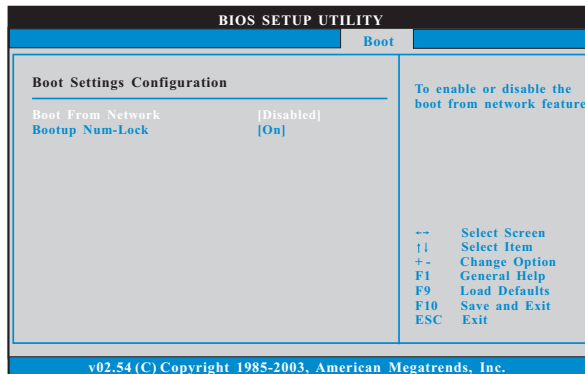 BIOS SETUP UTILITY
Boot
Boot Settings Configuration
Boot From Network [Disabled]
Bootup Num-Lock [On]
To enable or disable the
boot from network feature
←→ Select Screen
↑↓ Select Item
+ - Change Option
F1 General Help
F9 Load Defaults
F10 Save and Exit
ESC Exit
v02.54 (C) Copyright 1985-2003, American Megatrends, Inc.